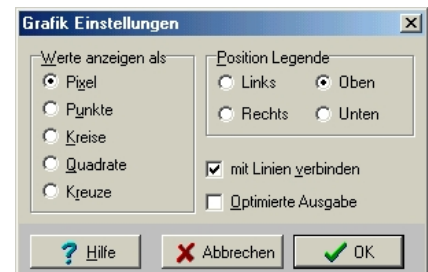 Grafik Einstellungen
Werte anzeigen als
Pixel
Punkte
Kreise
Quadrate
Kreuze
Position Legende
Links Oben
Rechts Unten
mit Linien verbinden
Optimierte Ausgabe
Hilfe Abbrechen OK